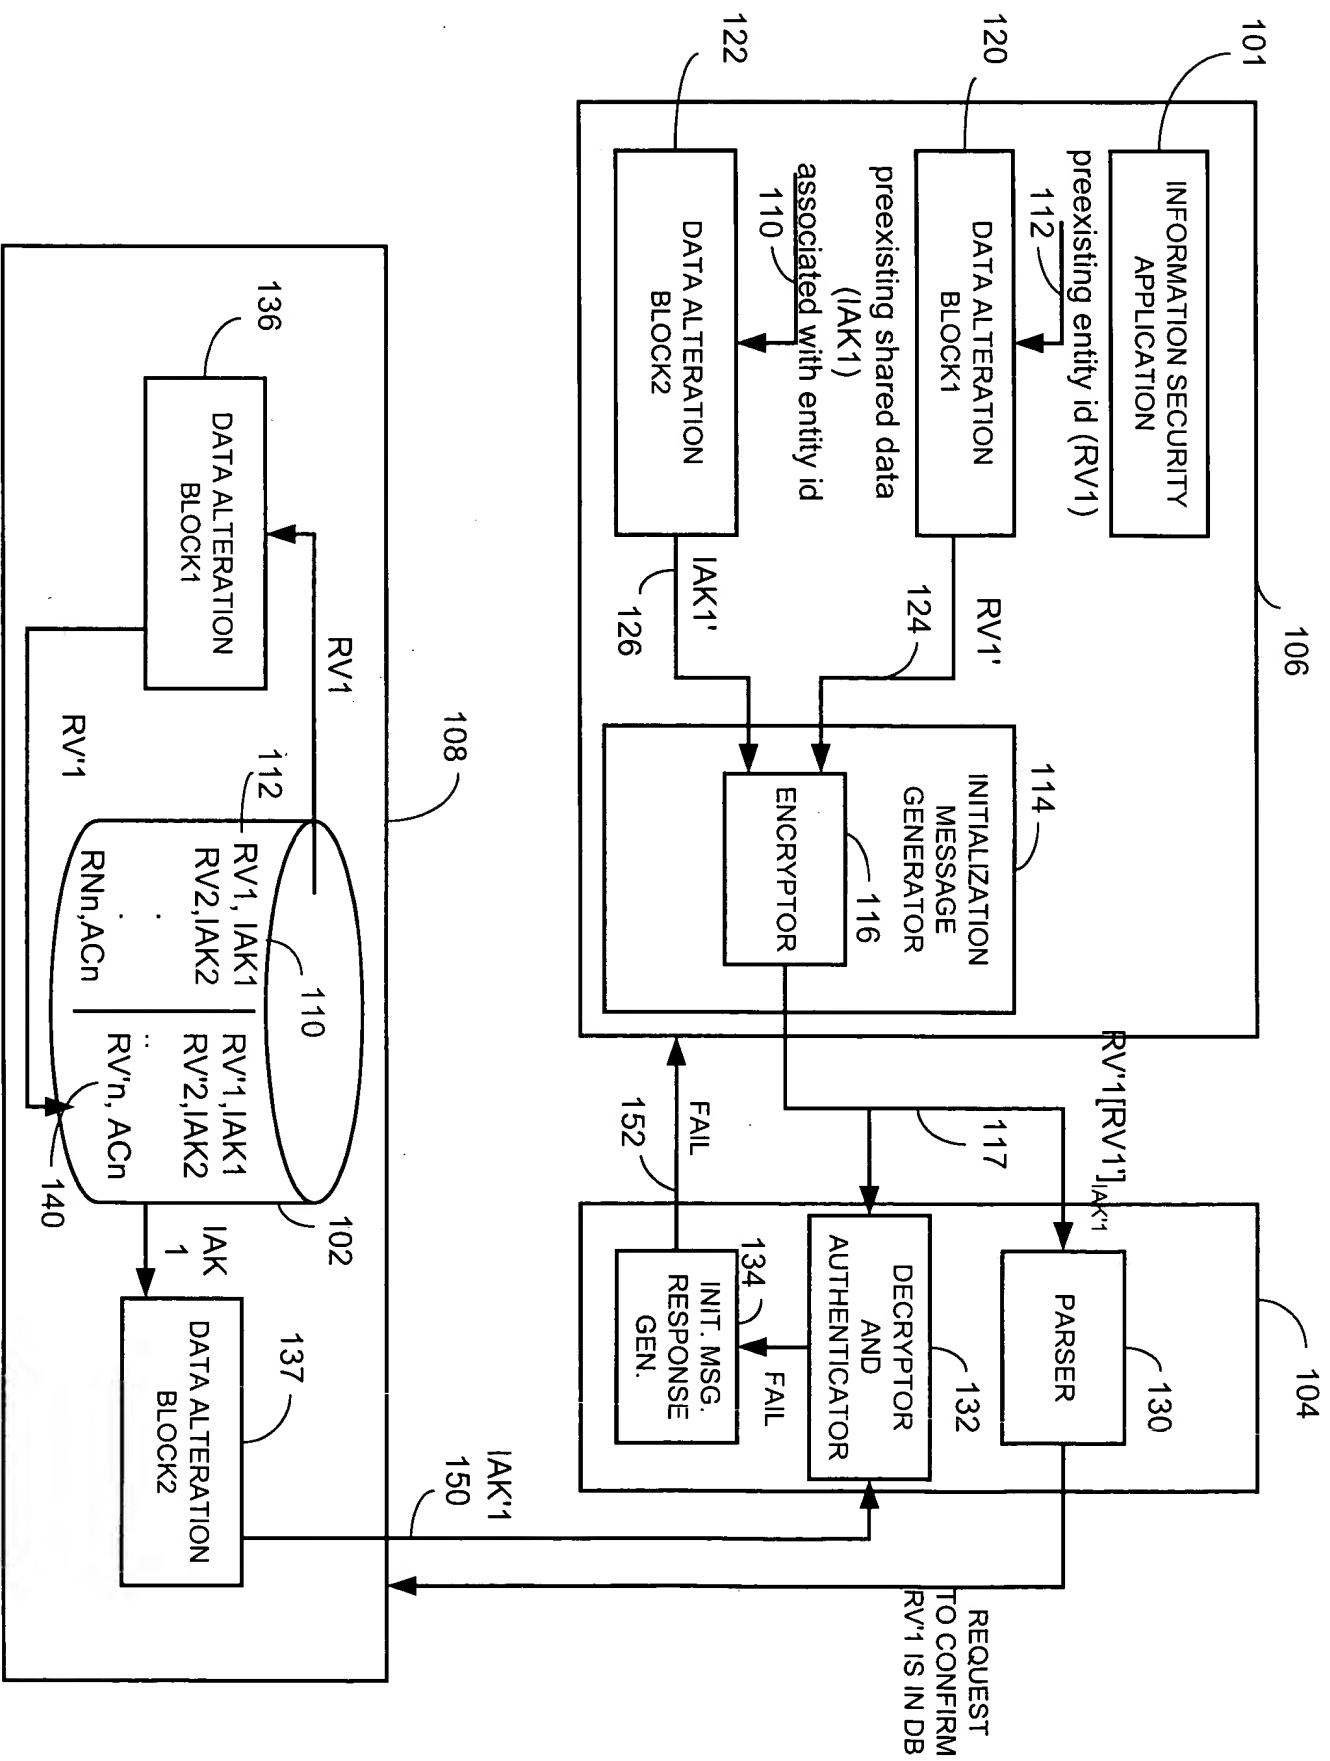 101
INFORMATION SECURITY
APPLICATION
106
preexisting entity id (RV1)
112
120
DATA ALTERATION
BLOCK1
RV1'
124
preexisting shared data
(IAK1)
associated with entity id
110
122
DATA ALTERATION
BLOCK2
IAK1'
126
114
INITIALIZATION
MESSAGE
GENERATOR
116
ENCRYPTOR
RV'1[RV1']IAK'1
117
104
PARSER
130
DECRYPTOR
AND
AUTHENTICATOR
132
FAIL
134
INIT. MSG.
RESPONSE
GEN.
FAIL
152
REQUEST
TO CONFIRM
RV'1 IS IN DB
IAK'1
150
108
136
DATA ALTERATION
BLOCK1
RV1
RV'1
112
110
RV1, IAK1
RV2,IAK2
.
.
RNn,ACn
RV'1,IAK1
RV'2,IAK2
..
RV'n, ACn
140
102
IAK
1
137
DATA ALTERATION
BLOCK2